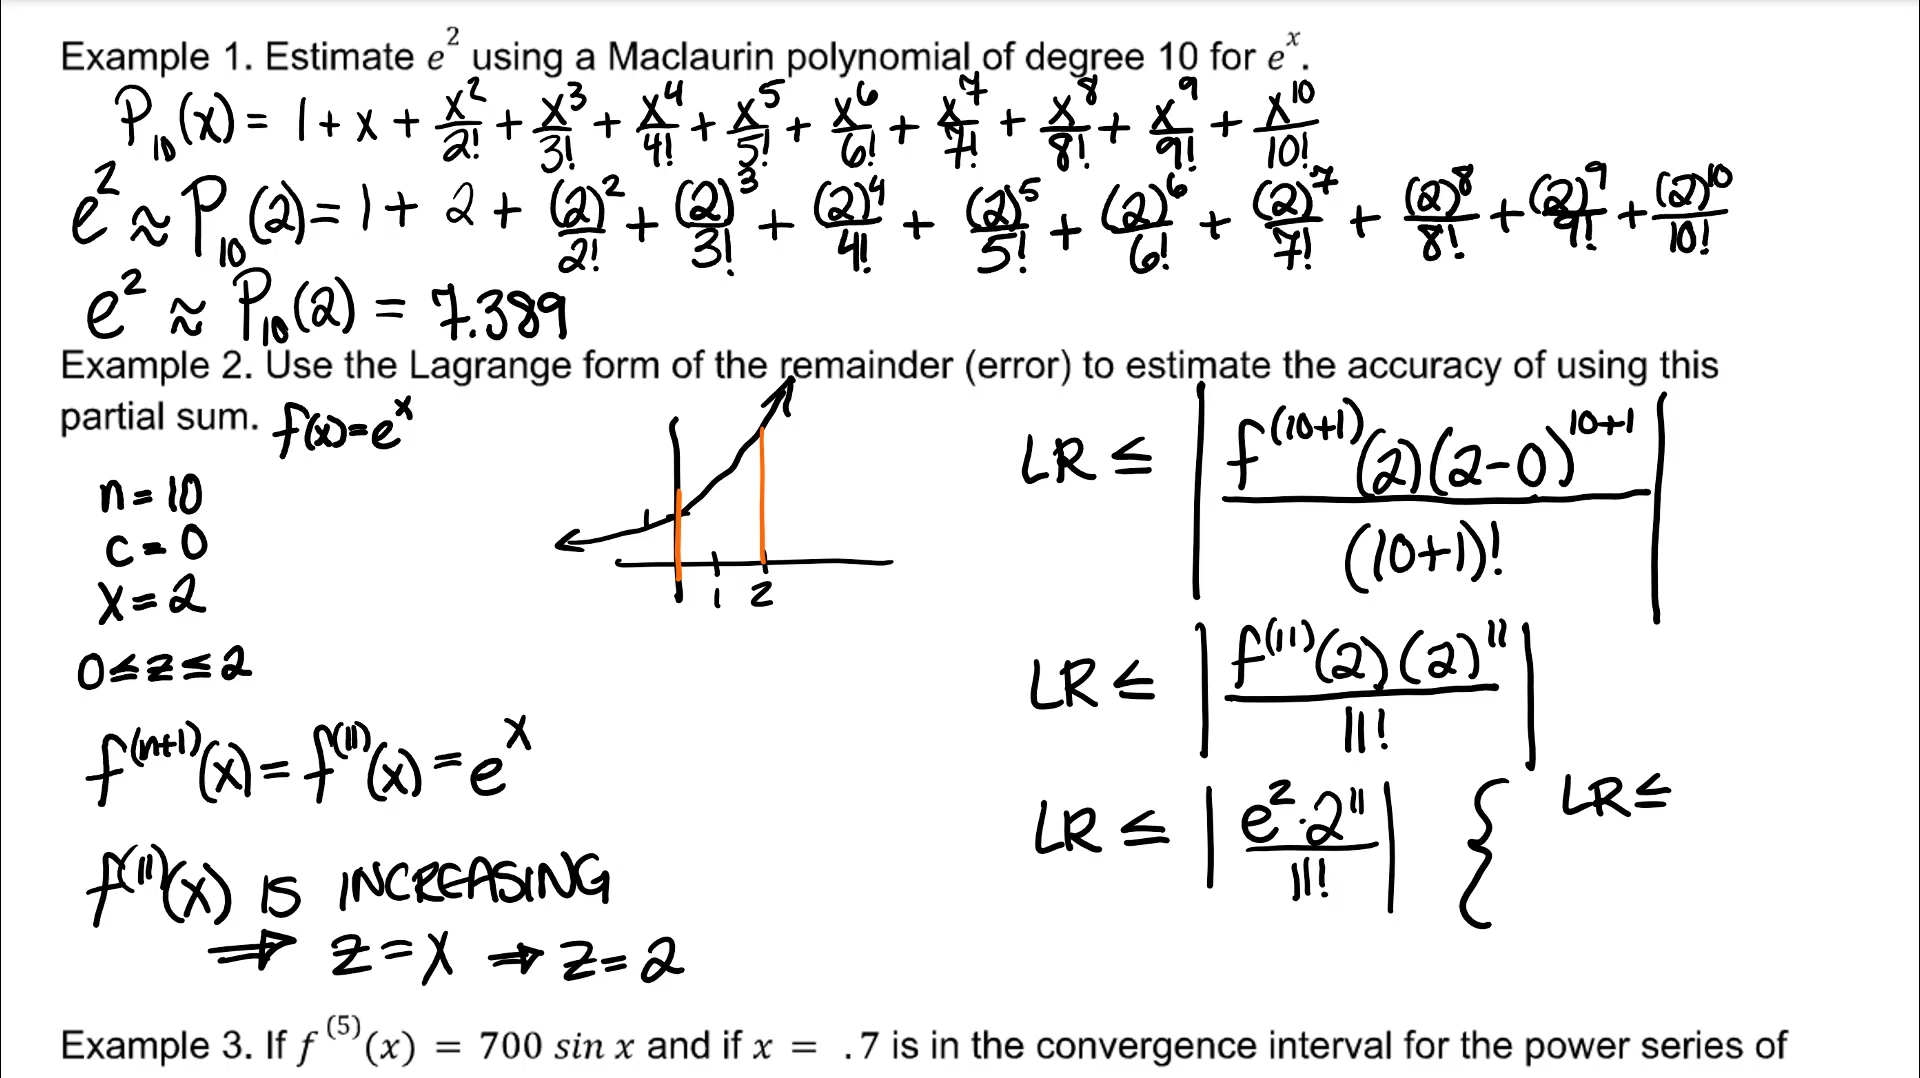 Example 1. Estimate e² using a Maclaurin polynomial of degree 10 for eˣ.
P₁₀(x) = 1 + x + x²/2! + x³/3! + x⁴/4! + x⁵/5! + x⁶/6! + x⁷/7! + x⁸/8! + x⁹/9! + x¹⁰/10!
e² ≈ P₁₀(2) = 1 + 2 + (2)²/2! + (2)³/3! + (2)⁴/4! + (2)⁵/5! + (2)⁶/6! + (2)⁷/7! + (2)⁸/8! + (2)⁹/9! + (2)¹⁰/10!
e² ≈ P₁₀(2) = 7.389
Example 2. Use the Lagrange form of the remainder (error) to estimate the accuracy of using this
partial sum. f(x)=eˣ
n = 10
c = 0
x = 2
0 ≤ z ≤ 2
f⁽ⁿ⁺¹⁾(x) = f⁽¹¹⁾(x) = eˣ
f⁽¹¹⁾(x) IS INCREASING
⇒ z = x ⇒ z = 2
1
1 2
LR ≤ |f⁽¹⁰⁺¹⁾(2)(2-0)¹⁰⁺¹/(10+1)!|
LR ≤ |f⁽¹¹⁾(2)(2)¹¹/11!|
LR ≤ |e²·2¹¹/11!| { LR ≤
Example 3. If f⁽⁵⁾(x) = 700 sin x and if x = .7 is in the convergence interval for the power series of